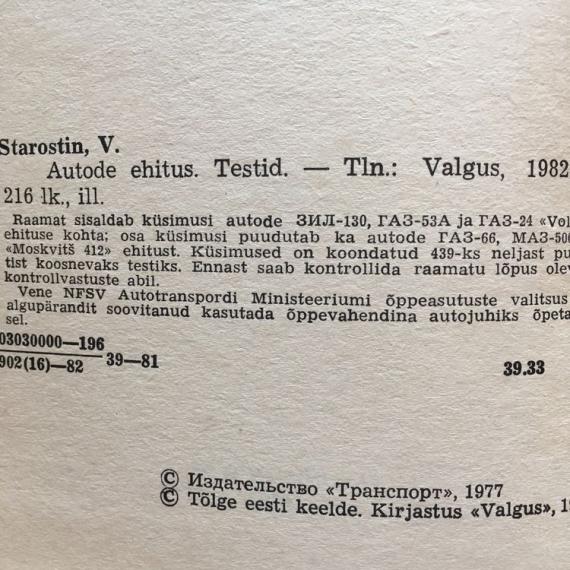 Starostin, V.
Autode ehitus. Testid. — Tln.: Valgus, 1982
216 lk., ill.
Raamat sisaldab küsimusi autode ЗИЛ-130, ГАЗ-53А ja ГАЗ-24 «Vol
ehituse kohta; osa küsimusi puudutab ka autode ГАЗ-66, МАЗ-500
«Moskvitš 412» ehitust. Küsimused on koondatud 439-ks neljast pu
tist koosnevaks testiks. Ennast saab kontrollida raamatu lõpus olev
kontrollvastuste abil.
Vene NFSV Autotranspordi Ministeeriumi õppeasutuste valitsus
algupärandit soovitanud kasutada õppevahendina autojuhiks õpeta
sel.
03030000—196
902(16)—82 39—81
39.33
© Издательство «Транспорт», 1977
© Tõlge eesti keelde. Kirjastus «Valgus», 1